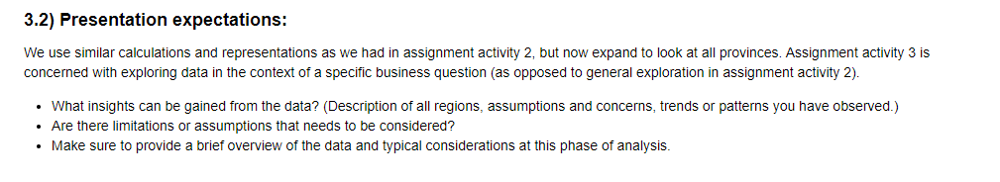 3.2) Presentation expectations:
We use similar calculations and representations as we had in assignment activity 2, but now expand to look at all provinces. Assignment activity 3 is
concerned with exploring data in the context of a specific business question (as opposed to general exploration in assignment activity 2).
• What insights can be gained from the data? (Description of all regions, assumptions and concerns, trends or patterns you have observed.)
• Are there limitations or assumptions that needs to be considered?
• Make sure to provide a brief overview of the data and typical considerations at this phase of analysis.